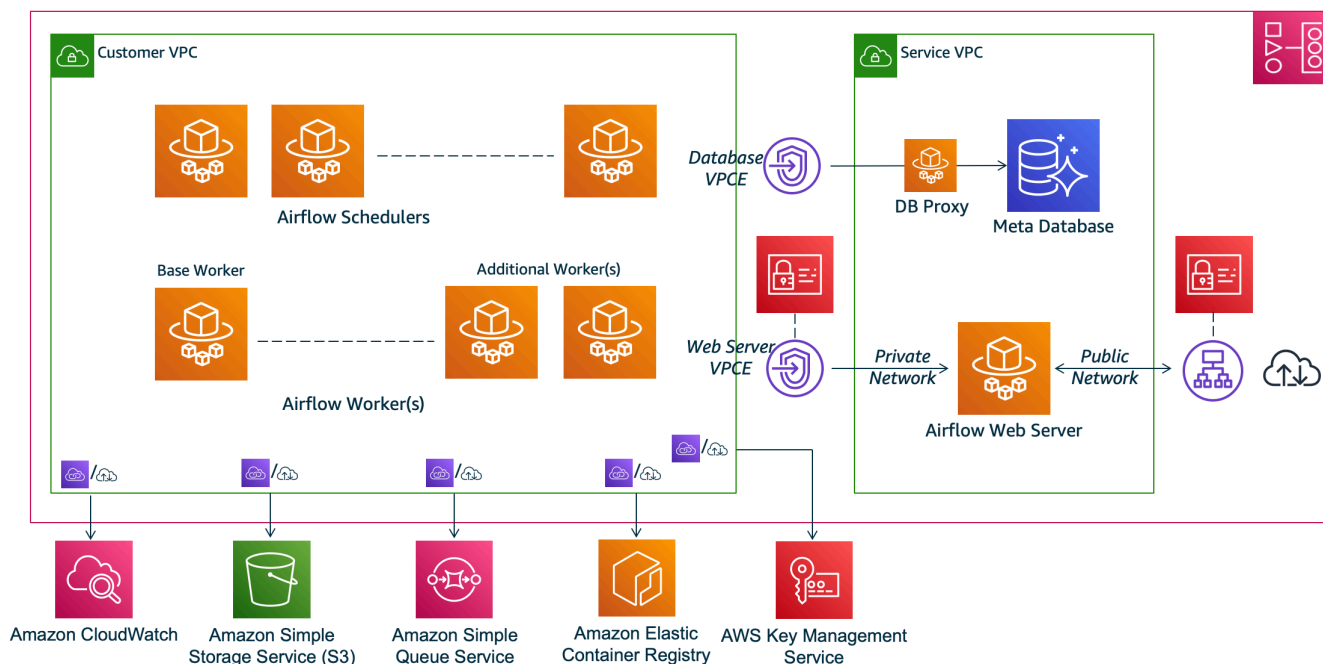 Customer VPC
Service VPC
Database
VPCE
Airflow Schedulers
DB Proxy
Meta Database
Base Worker
Additional Worker(s)
Web Server
VPCE
Private
Network
Public
Network
Airflow Worker(s)
Airflow Web Server
/
/
/
/
/
Amazon CloudWatch
Amazon Simple
Storage Service (S3)
Amazon Simple
Queue Service
Amazon Elastic
Container Registry
AWS Key Management
Service